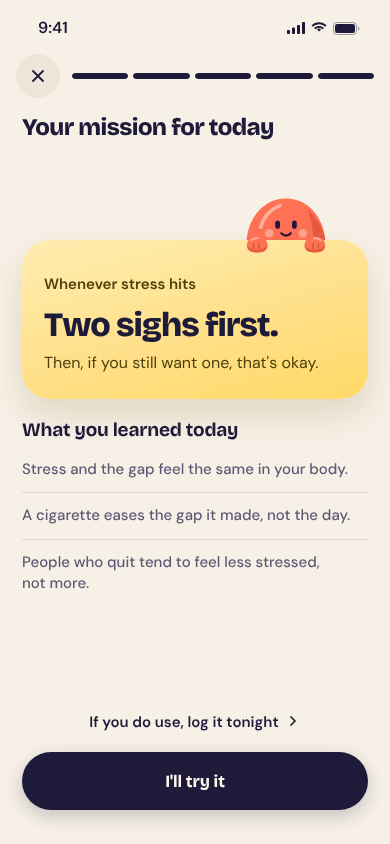 9:41
Your mission for today
Whenever stress hits
Two sighs first.
Then, if you still want one, that's okay.
What you learned today
Stress and the gap feel the same in your body.
A cigarette eases the gap it made, not the day.
People who quit tend to feel less stressed,
not more.
If you do use, log it tonight
I'll try it